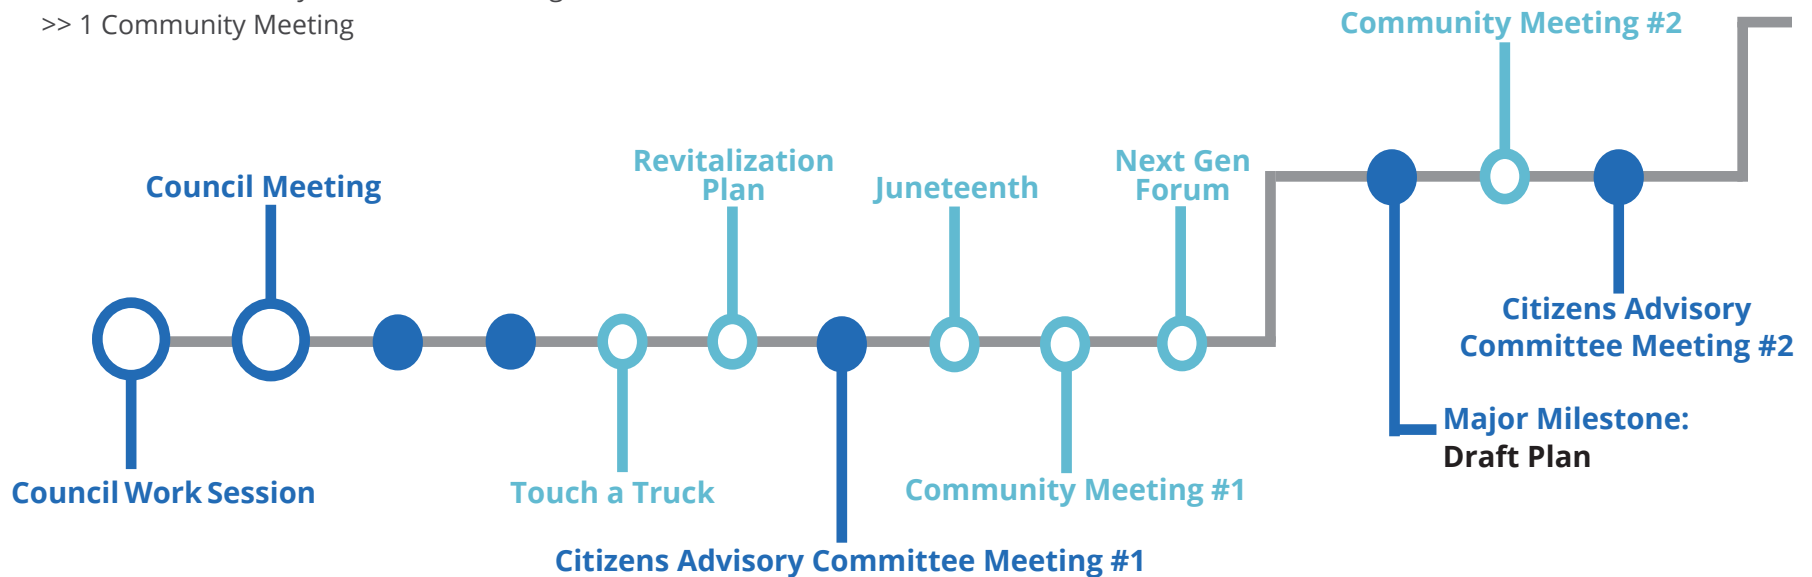 >> 1 Community Meeting
Community Meeting #2
Revitalization
Plan
Next Gen
Forum
Council Meeting
Juneteenth
Citizens Advisory
Committee Meeting #2
Major Milestone:
Draft Plan
Council Work Session
Touch a Truck
Community Meeting #1
Citizens Advisory Committee Meeting #1